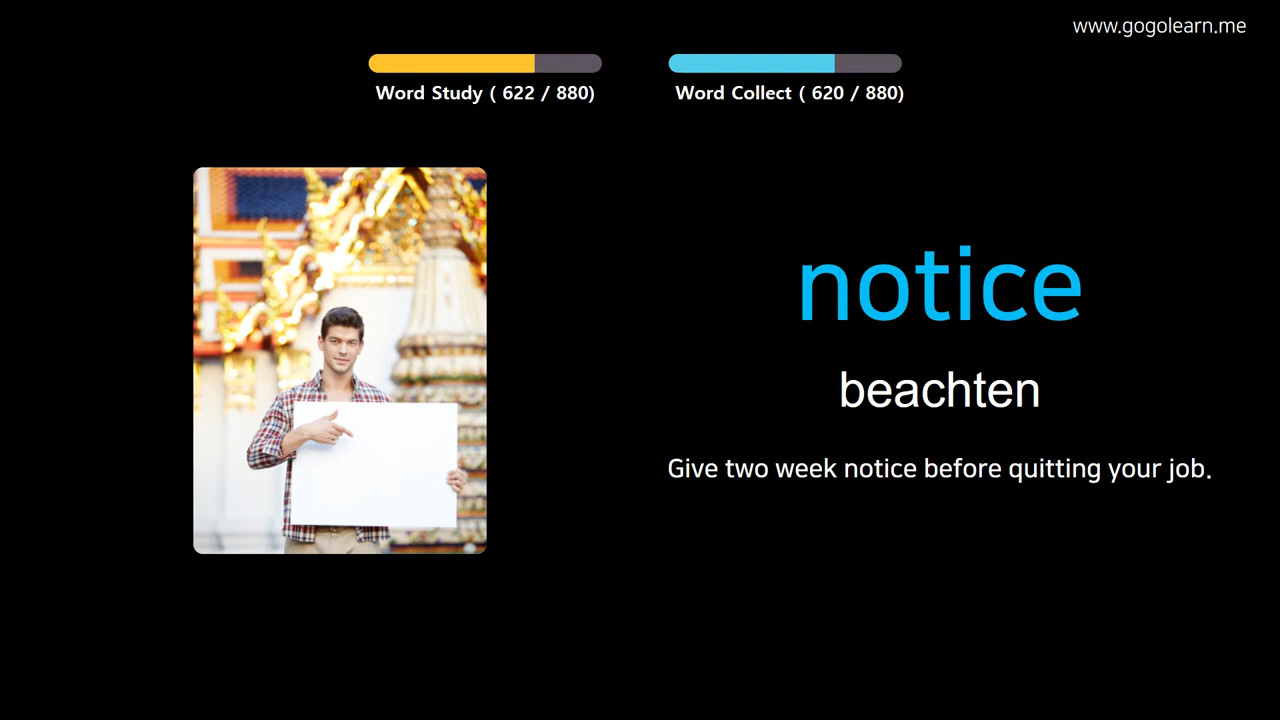 www.gogolearn.me
Word Study ( 622 / 880)
Word Collect ( 620 / 880)
notice
beachten
Give two week notice before quitting your job.